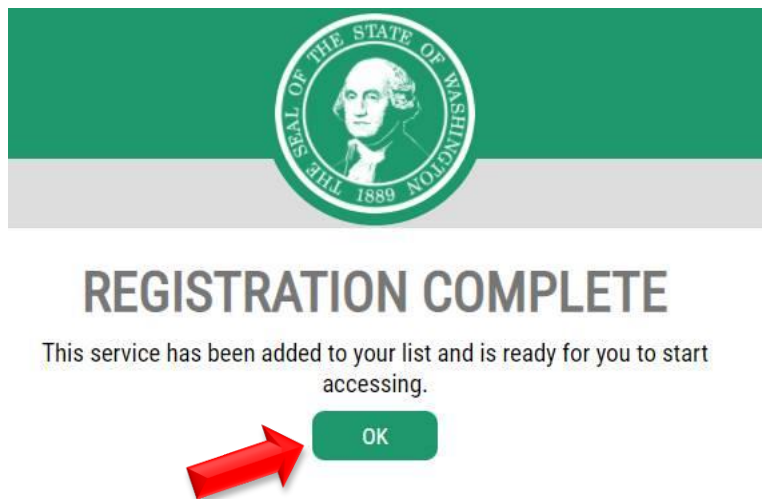 THE SEAL OF THE STATE OF WASHINGTON
1889
REGISTRATION COMPLETE
This service has been added to your list and is ready for you to start
accessing.
OK